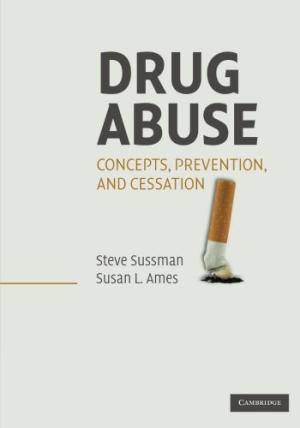 DRUG
ABUSE
CONCEPTS, PREVENTION,
AND CESSATION
Steve Sussman
Susan L. Ames
CAMBRIDGE